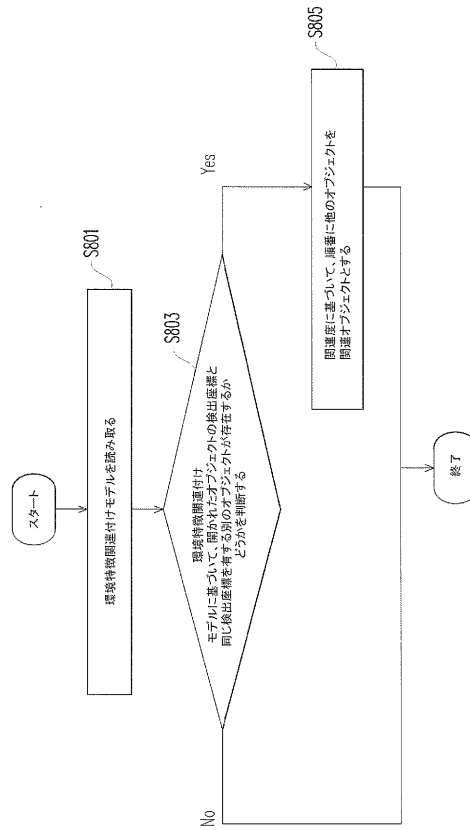 スタート
S801
環境特徴関連付けモデルを読み取る
S803
環境特徴関連付け
モデルに基づいて、開かれたオブジェクトの検出座標と
同じ検出座標を有する別のオブジェクトが存在するか
どうかを判断する
Yes
No
S805
関連度に基づいて、順番に他のオブジェクトを
関連オブジェクトとする
終了